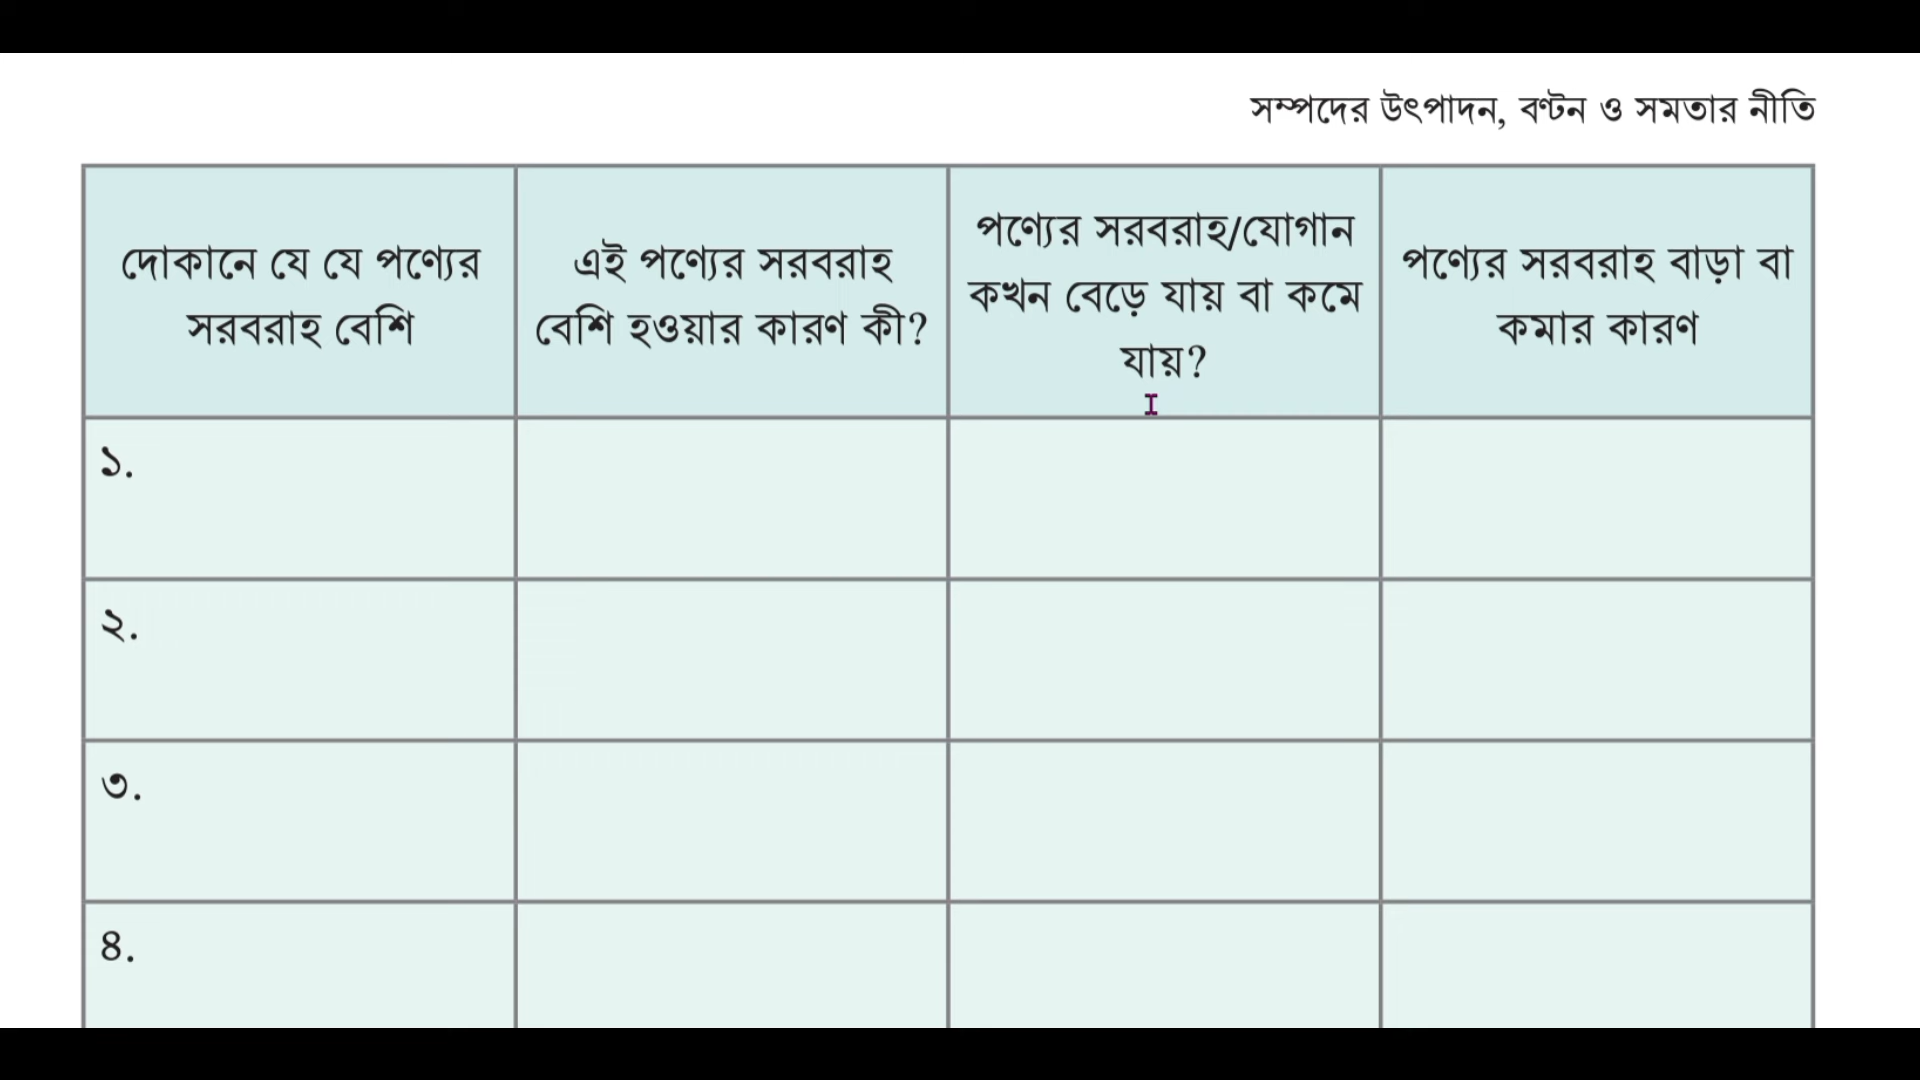 সম্পদের উৎপাদন, বণ্টন ও সমতার নীতি
দোকানে যে যে পণ্যের
সরবরাহ বেশি
এই পণ্যের সরবরাহ
বেশি হওয়ার কারণ কী?
পণ্যের সরবরাহ/যোগান
কখন বেড়ে যায় বা কমে
যায়?
পণ্যের সরবরাহ বাড়া বা
কমার কারণ
১.
২.
৩.
৪.